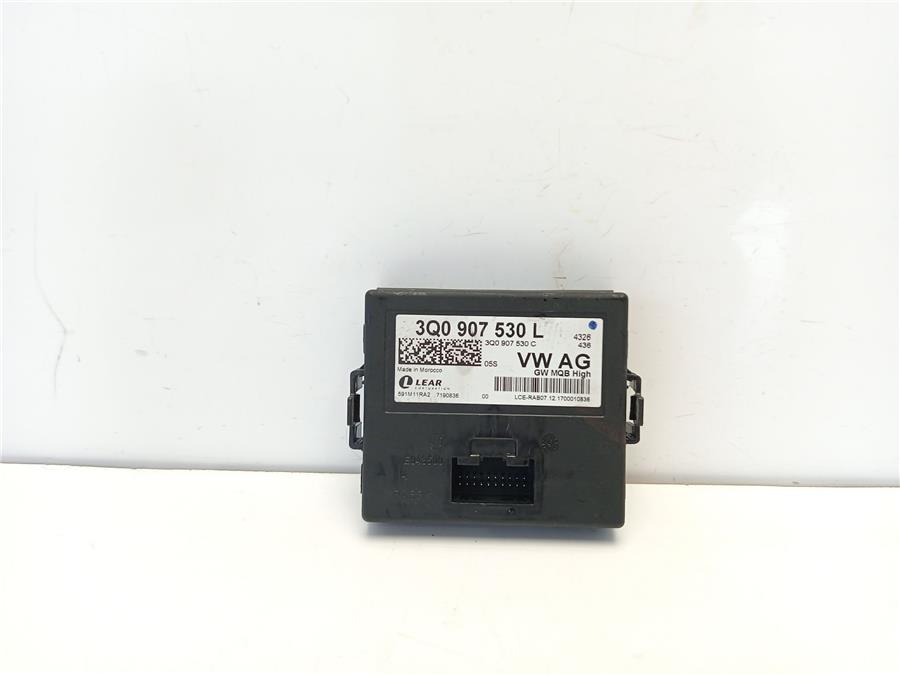 3Q0 907 530 L
4326
3Q0 907 530 C
436
05S
VW AG
Made in Morocco
GW MQB High
LEAR
CORPORATION
591M11RA2 7190836 00 LCE-RAB07.12.1700010836